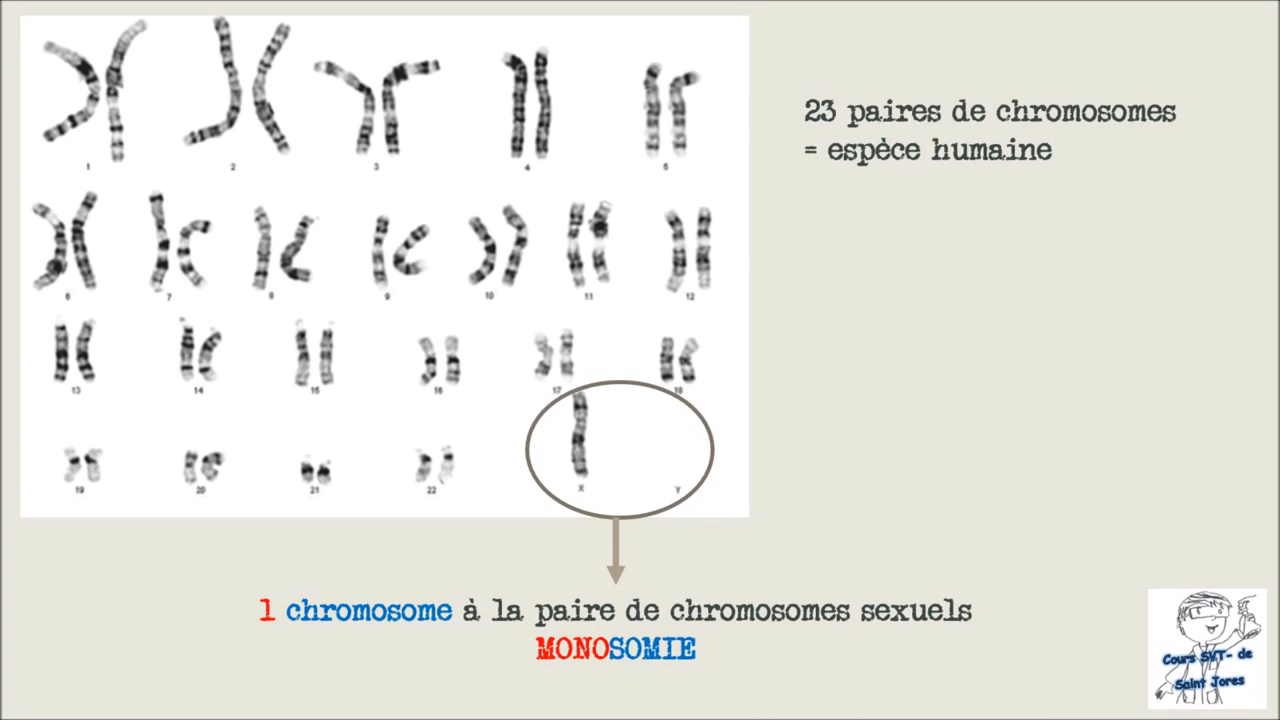 23 paires de chromosomes
= espèce humaine
1 2 3 4 5
6 7 8 9 10 11 12
13 14 15 16 17 18
19 20 21 22 X Y
1 chromosome à la paire de chromosomes sexuels
MONOSOMIE
Cours SVT- de
Saint Jores